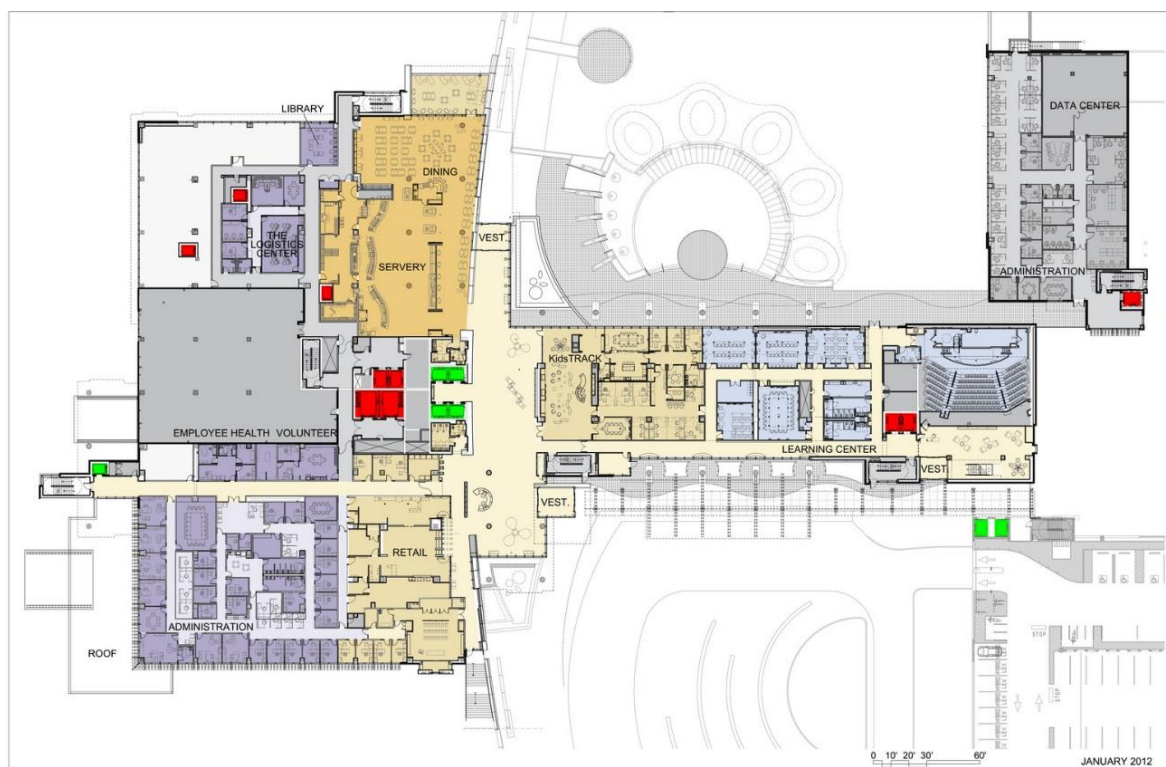 LIBRARY
DATA CENTER
DINING
THE
LOGISTICS
CENTER
VEST.
SERVERY
ADMINISTRATION
KidsTRACK
EMPLOYEE HEALTH VOLUNTEER
LEARNING CENTER
VEST.
VEST.
RETAIL
ADMINISTRATION
ROOF
STOP
STOP
0 10' 20' 30' 60'
JANUARY 2012